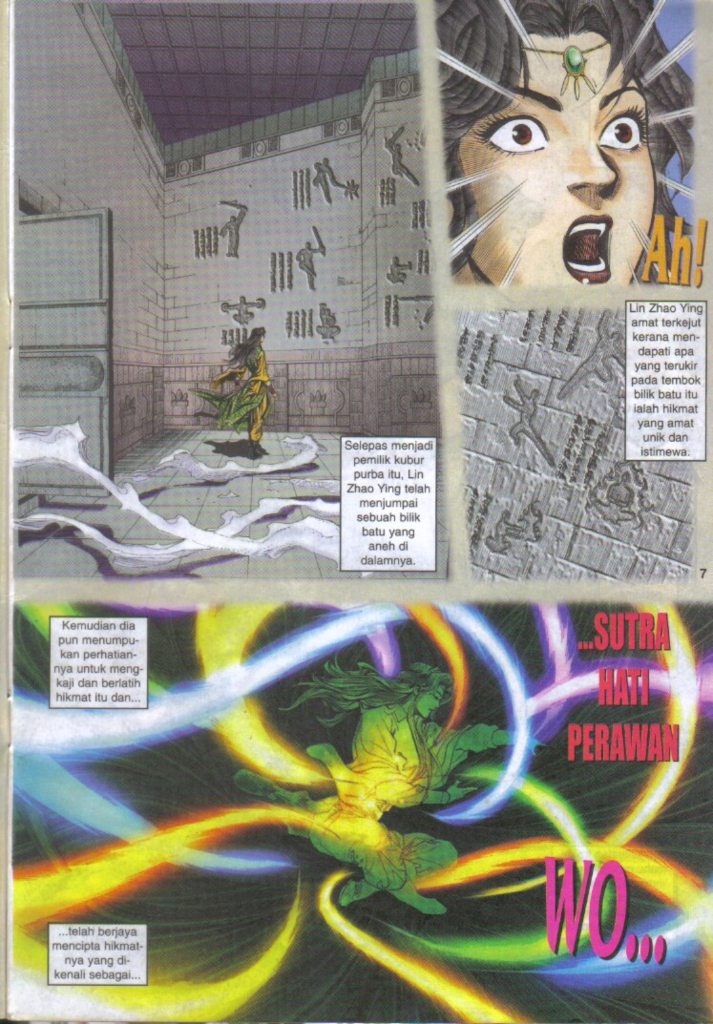 Selepas menjadi
pemilik kubur
purba itu, Lin
Zhao Ying telah
menjumpai
sebuah bilik
batu yang
aneh di
dalamnya.
Ah!
Lin Zhao Ying
amat terkejut
kerana men-
dapati apa
yang terukir
pada tembok
bilik batu itu
ialah hikmat
yang amat
unik dan
istimewa.
7
Kemudian dia
pun menumpu-
kan perhatian-
nya untuk meng-
kaji dan berlatih
hikmat itu dan...
...telah berjaya
mencipta hikmat-
nya yang di-
kenali sebagai...
...SUTRA
HATI
PERAWAN
WO...